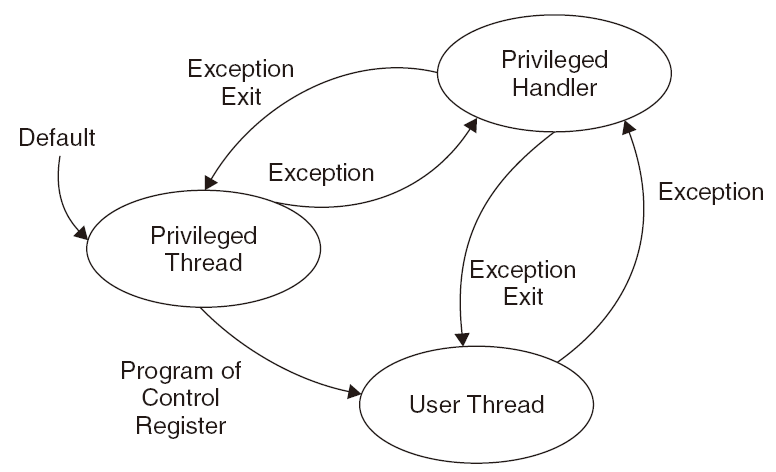 Privileged
Handler
Exception
Exit
Default
Exception
Exception
Privileged
Thread
Exception
Exit
Program of
Control
Register
User Thread